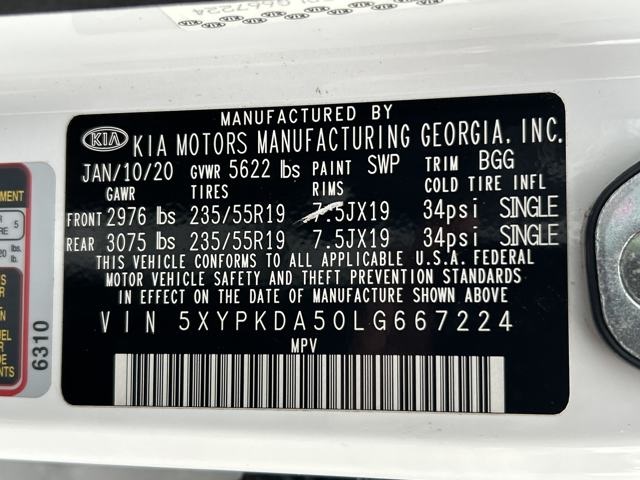 G667224
MANUFACTURED BY
KIA KIA MOTORS MANUFACTURING GEORGIA, INC.
JAN/10/20 GVWR 5622 lbs PAINT SWP TRIM BGG
GAWR TIRES RIMS COLD TIRE INFL
FRONT 2976 lbs 235/55R19 7.5JX19 34psi SINGLE
REAR 3075 lbs 235/55R19 7.5JX19 34psi SINGLE
THIS VEHICLE CONFORMS TO ALL APPLICABLE U.S.A. FEDERAL
MOTOR VEHICLE SAFETY AND THEFT PREVENTION STANDARDS
IN EFFECT ON THE DATE OF MANUFACTURE SHOWN ABOVE
VIN 5XYPKDA50LG667224
MPV
6310
5